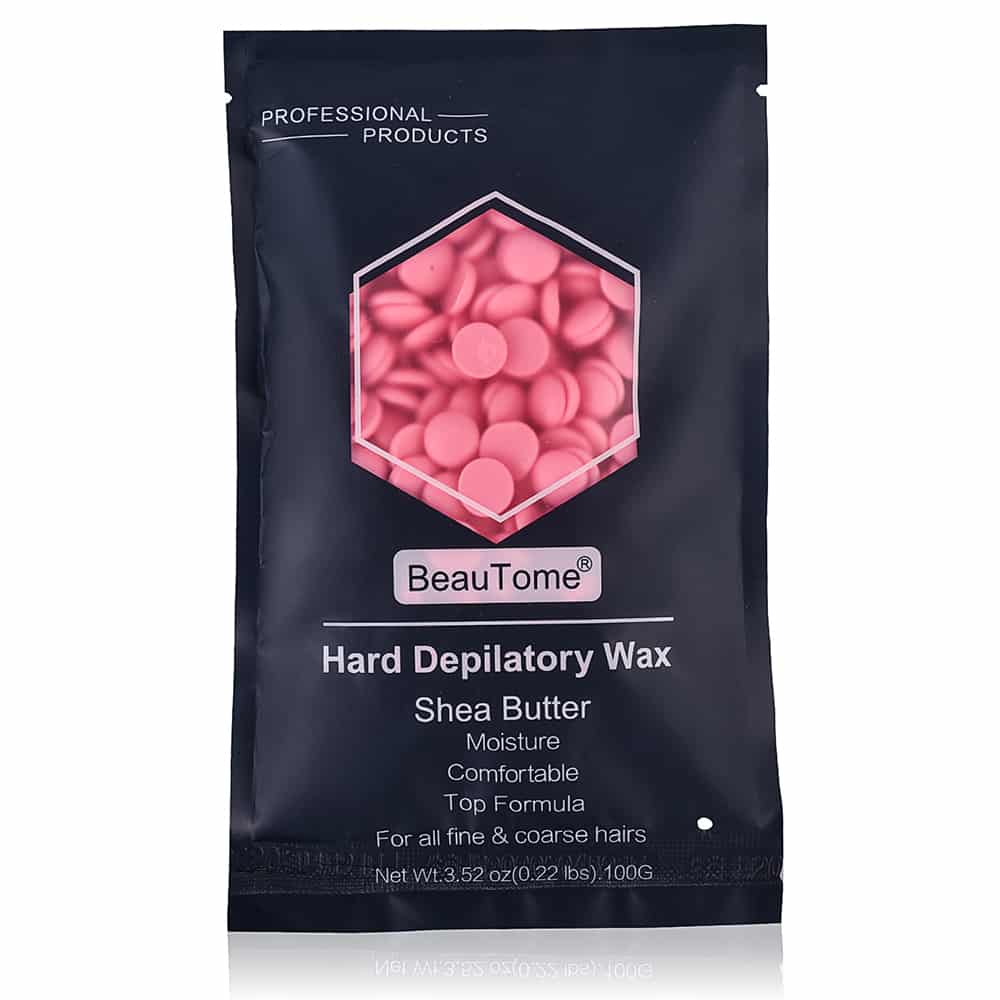 PROFESSIONAL
PRODUCTS
BeauTome®
Hard Depilatory Wax
Shea Butter
Moisture
Comfortable
Top Formula
For all fine & coarse hairs
Net Wt.3.52 oz(0.22 lbs).100G